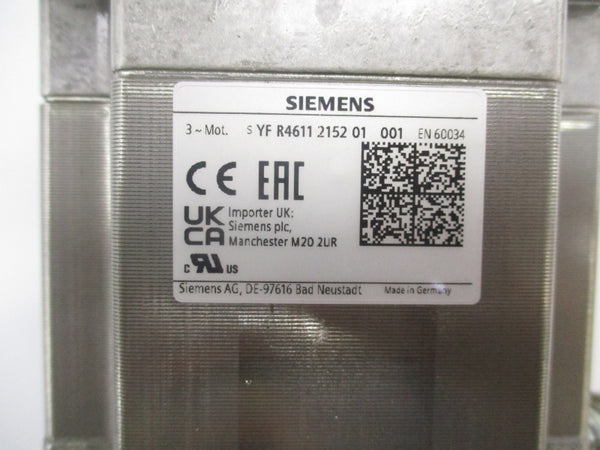 SIEMENS
3 ~ Mot. S YF R4611 2152 01 001 EN 60034
CE EAC
UK
CA
Importer UK:
Siemens plc,
Manchester M20 2UR
C RU US
Siemens AG, DE-97616 Bad Neustadt Made in Germany